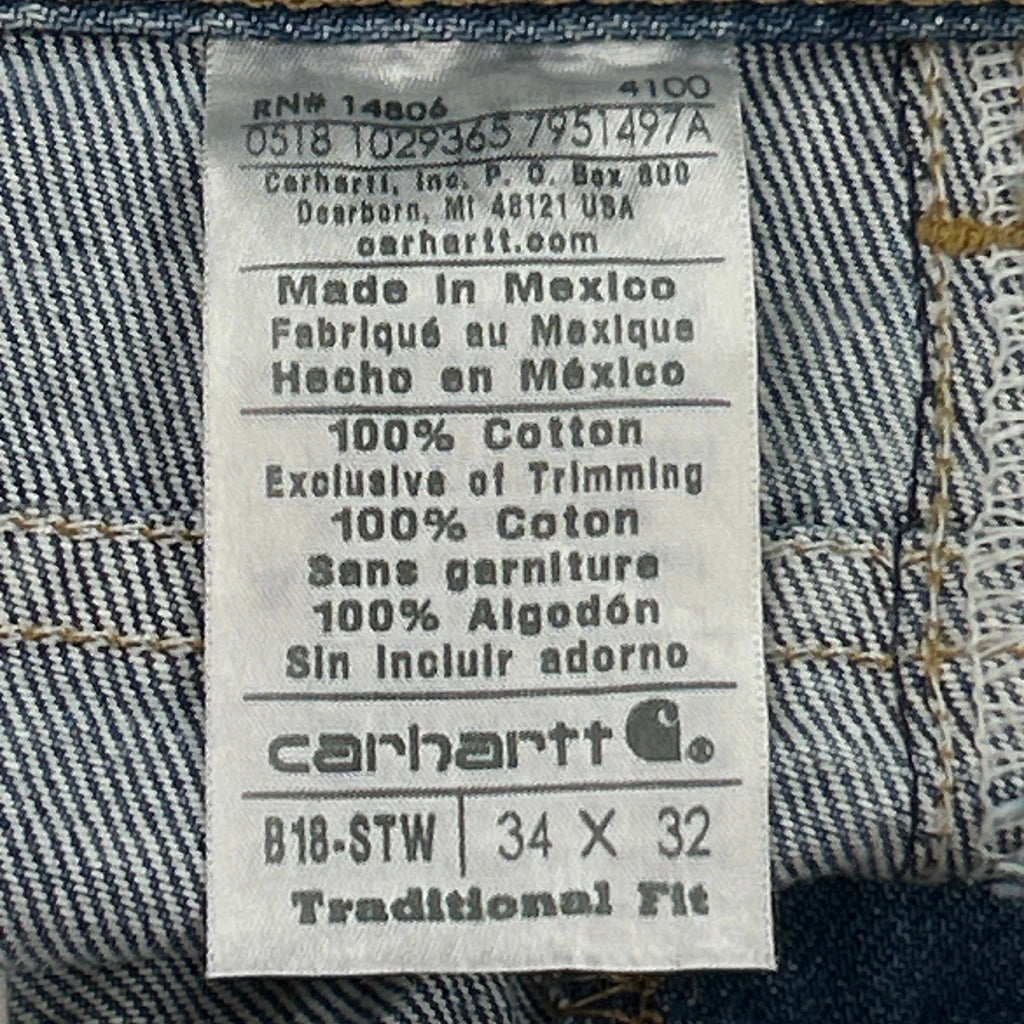 RN# 14806 4100
0518 1029365 7951497A
Carhartt, Inc. P. O. Box 600
Dearborn, MI 48121 USA
carhartt.com
Made in Mexico
Fabriqué au Mexique
Hecho en México
100% Cotton
Exclusive of Trimming
100% Coton
Sans garniture
100% Algodón
Sin Incluir adorno
carhartt ®
B18-STW | 34 X 32
Traditional Fit